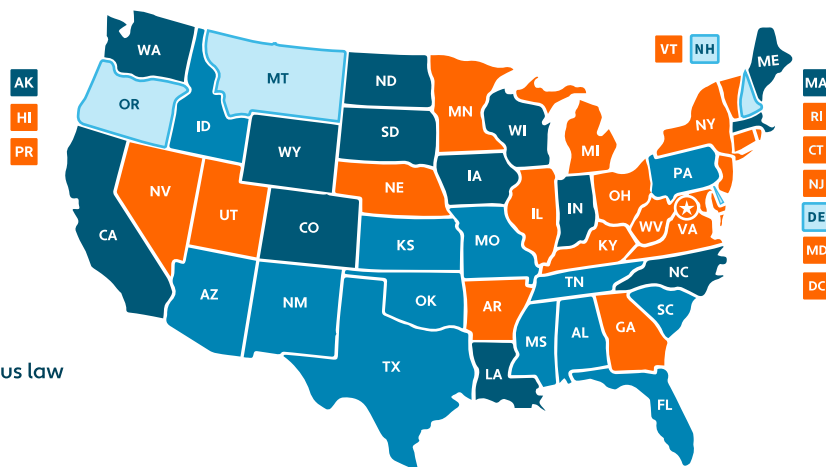 WA
VT NH
ME
AK
MT
ND
MA
OR
MN
HI
ID
SD
WI
NY
RI
PR
WY
MI
CT
IA
PA
NJ
NV
NE
OH
UT
IL
IN
DE
CA
CO
WV
VA
KS
MO
KY
MD
NC
TN
DC
AZ
NM
OK
AR
SC
MS
AL
GA
us law
TX
LA
FL